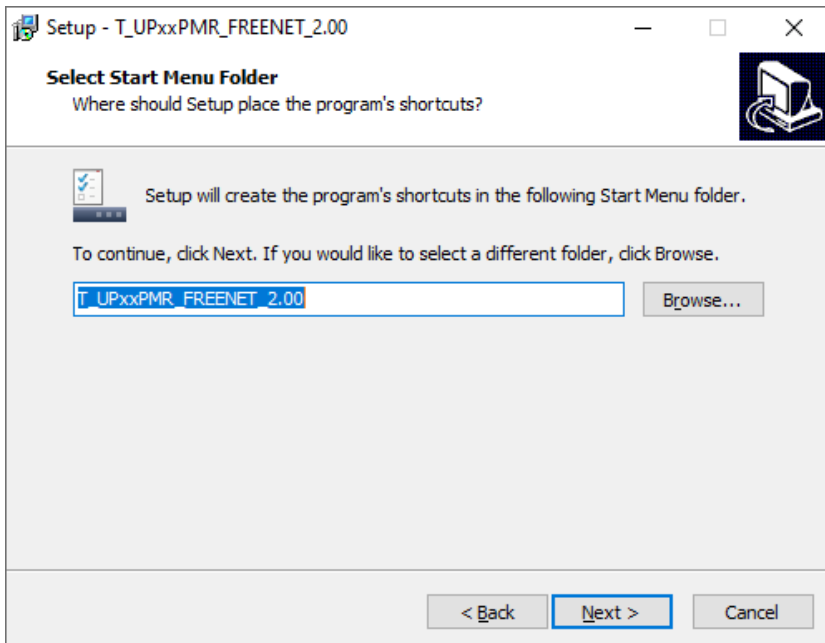 Setup - T_UPxxPMR_FREENET_2.00
Select Start Menu Folder
Where should Setup place the program's shortcuts?
Setup will create the program's shortcuts in the following Start Menu folder.
To continue, click Next. If you would like to select a different folder, click Browse.
T_UPxxPMR_FREENET_2.00
Browse...
< Back
Next >
Cancel